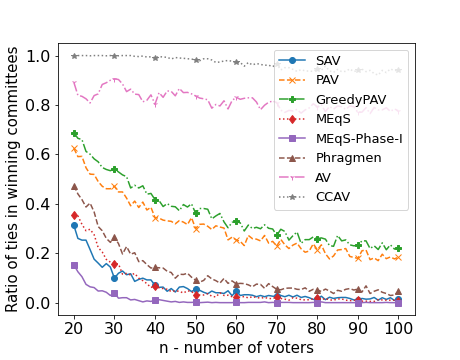 Ratio of ties in winning committees
1.0
0.8
0.6
0.4
0.2
0.0
SAV
PAV
GreedyPAV
MEqS
MEqS-Phase-I
Phragmen
AV
CCAV
20 30 40 50 60 70 80 90 100
n - number of voters